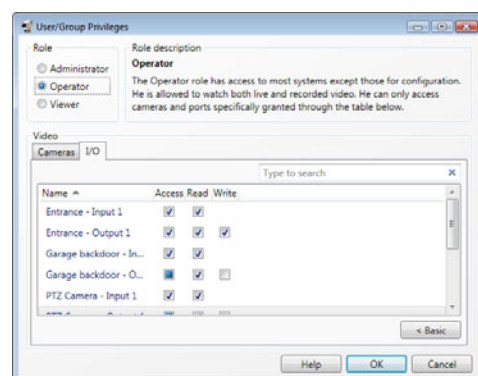 User/Group Privileges
Role
Administrator
Operator
Viewer
Role description
Operator
The Operator role has access to most systems except those for configuration.
He is allowed to watch both live and recorded video. He can only access
cameras and ports specifically granted through the table below.
Video
Cameras I/O
Type to search
Name Access Read Write
Entrance - Input 1
Entrance - Output 1
Garage backdoor - In...
Garage backdoor - O...
PTZ Camera - Input 1
< Basic
Help OK Cancel